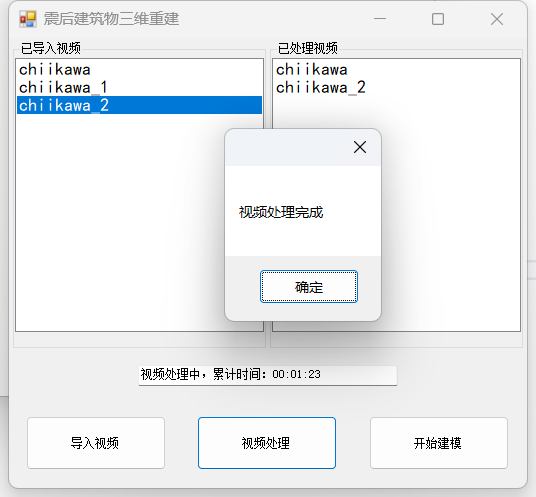 震后建筑物三维重建
已导入视频
chiikawa
chiikawa_1
chiikawa_2
已处理视频
chiikawa
chiikawa_2
视频处理完成
确定
视频处理中，累计时间：00:01:23
导入视频
视频处理
开始建模